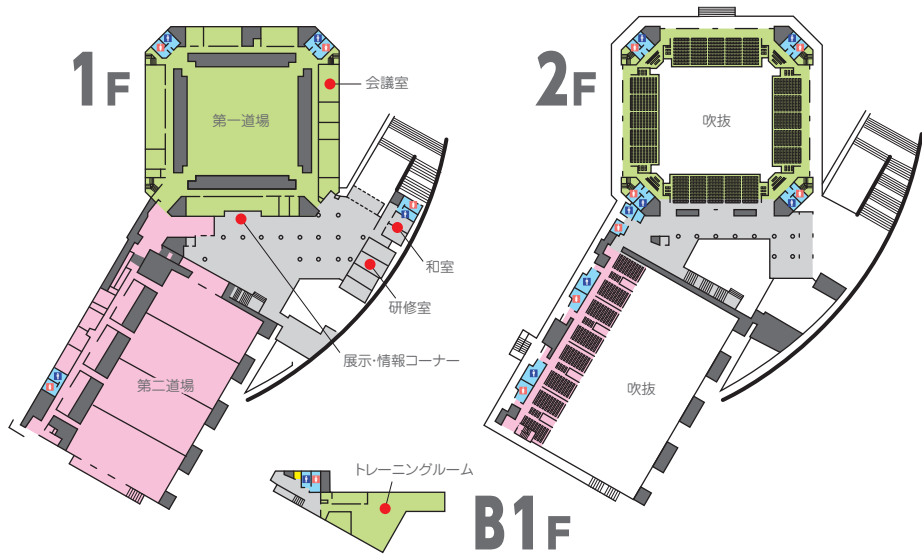 1F
会議室
第一道場
和室
研修室
展示・情報コーナー
第二道場
2F
吹抜
吹抜
トレーニングルーム
B1F